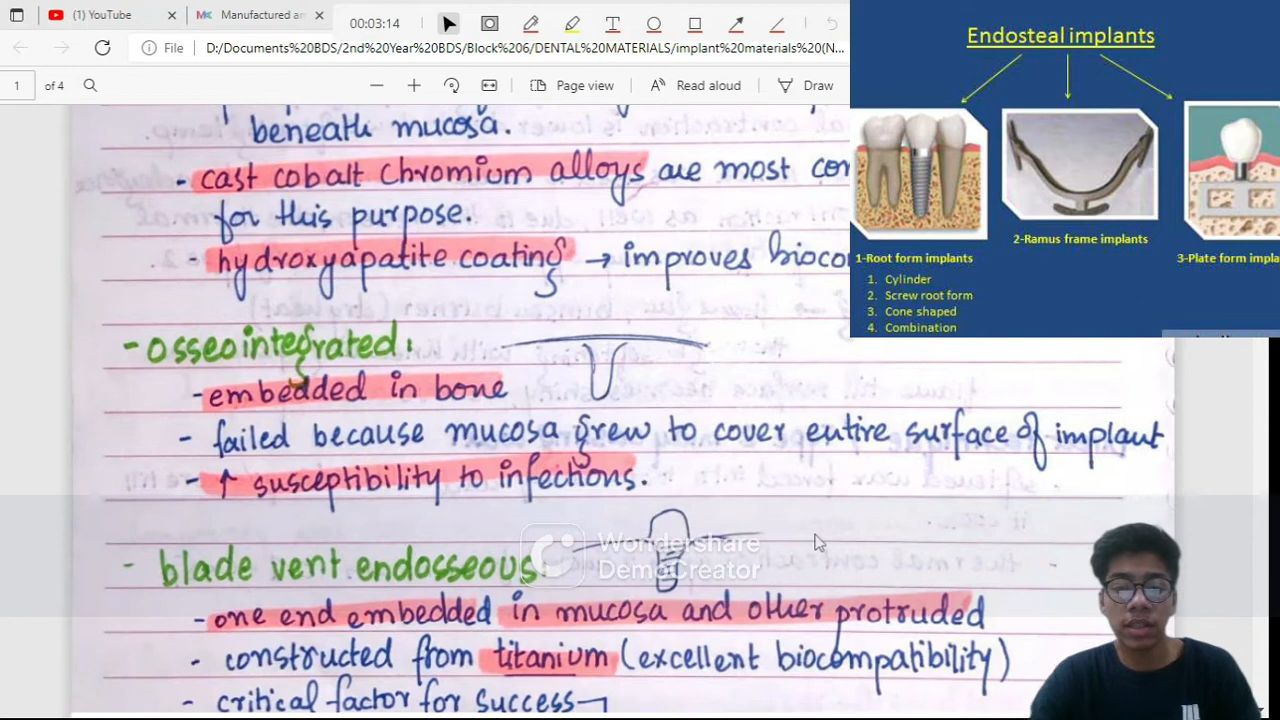 (1) YouTube
Manufactured ar
00:03:14
File
D:/Documents%20BDS/2nd%20Year%20BDS/Block%206/DENTAL%20MATERIALS/implant%20materials%20(N...
1 of 4
Page view
Read aloud
Draw
beneath mucosa.
- cast cobalt chromium alloys are most con
for this purpose.
hydroxyapatite coating → improves biocon
- osseointegrated:
- embedded in bone
- failed because mucosa grew to cover entire surface of implant
- ↑ susceptibility to infections.
- blade vent endosseous
- one end embedded in mucosa and other protruded
- constructed from titanium (excellent biocompatibility)
- critical factor for success
Endosteal implants
1-Root form implants
1. Cylinder
2. Screw root form
3. Cone shaped
4. Combination
2-Ramus frame implants
3-Plate form impla
Wondershare
DemoCreator